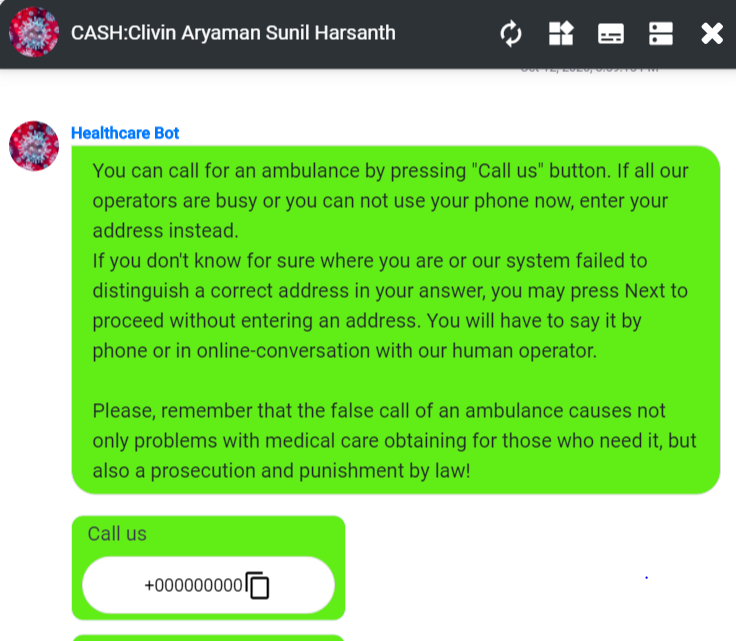 CASH:Clivin Aryaman Sunil Harsanth
Healthcare Bot
You can call for an ambulance by pressing "Call us" button. If all our
operators are busy or you can not use your phone now, enter your
address instead.
If you don't know for sure where you are or our system failed to
distinguish a correct address in your answer, you may press Next to
proceed without entering an address. You will have to say it by
phone or in online-conversation with our human operator.
Please, remember that the false call of an ambulance causes not
only problems with medical care obtaining for those who need it, but
also a prosecution and punishment by law!
Call us
+000000000